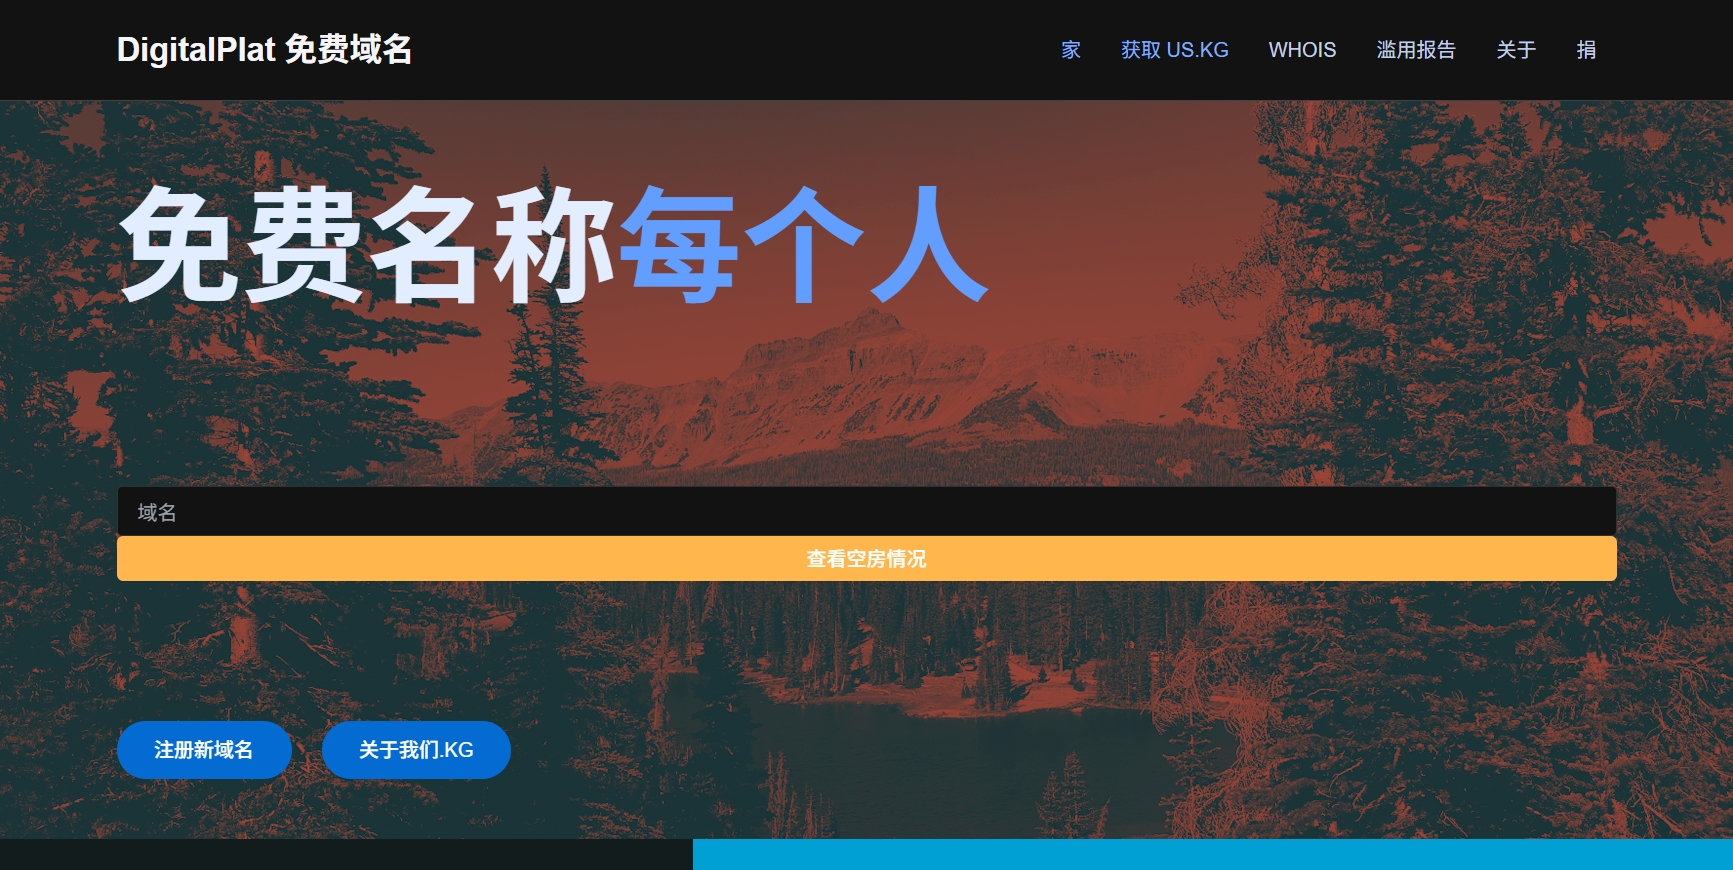 DigitalPlat 免费域名
家 获取 US.KG WHOIS 滥用报告 关于 捐
免费名称每个人
域名
查看空房情况
注册新域名 关于我们.KG